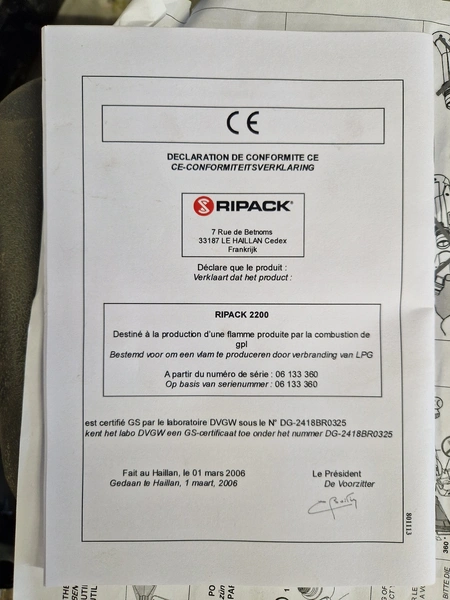 CE
DECLARATION DE CONFORMITE CE
CE-CONFORMITEITSVERKLARING
RIPACK
7 Rue de Betnoms
33187 LE HAILLAN Cedex
Frankrijk
Déclare que le produit :
Verklaart dat het product :
RIPACK 2200
Destiné à la production d'une flamme produite par la combustion de
gpl
Bestemd voor om een vlam te produceren door verbranding van LPG
A partir du numéro de série : 06 133 360
Op basis van serienummer : 06 133 360
est certifié GS par le laboratoire DVGW sous le N° DG-2418BR0325
kent het labo DVGW een GS-certificaat toe onder het nummer DG-2418BR0325
Fait au Haillan, le 01 mars 2006
Gedaan te Haillan, 1 maart, 2006
Le Président
De Voorzitter
801113
360°